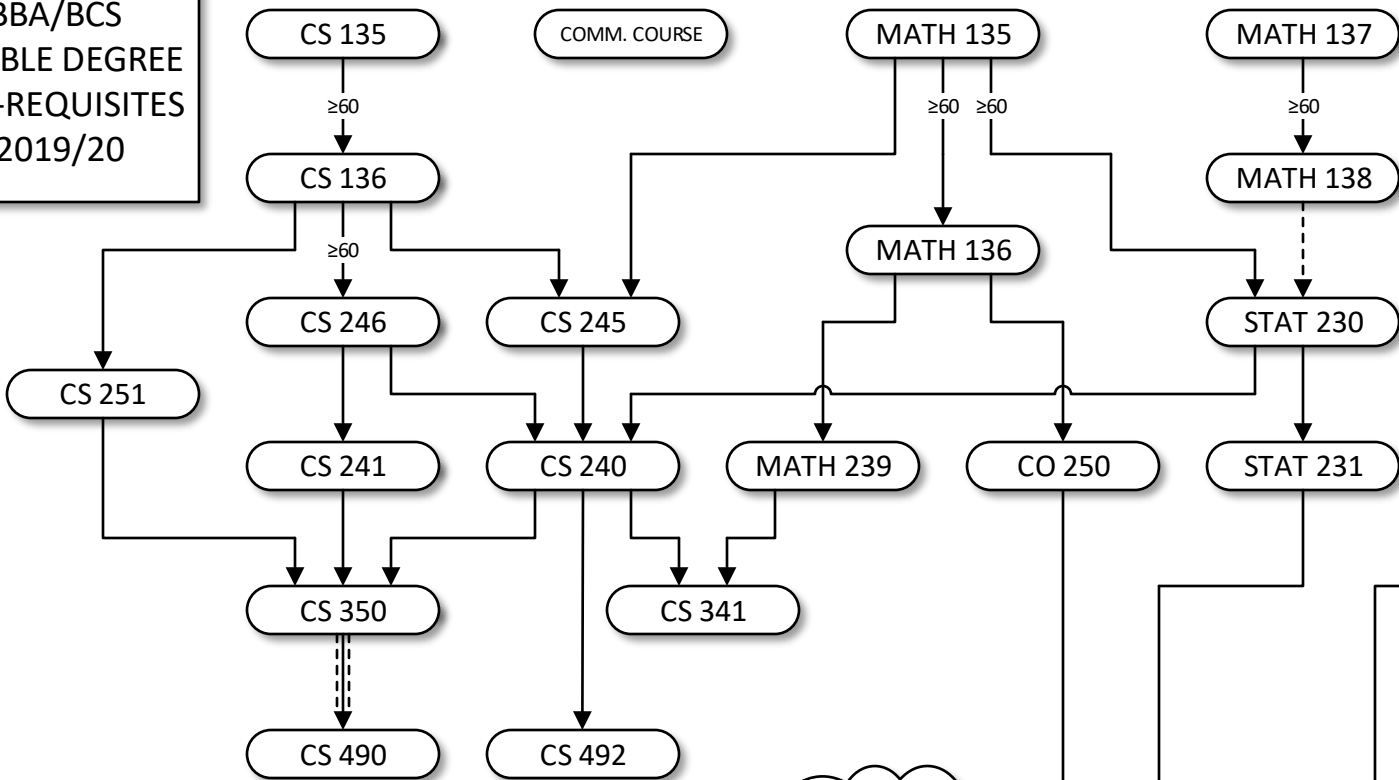 BBA/BCS
BLE DEGREE
-REQUISITES
2019/20
CS 135
COMM. COURSE
MATH 135
MATH 137
≥60
≥60
≥60
≥60
CS 136
MATH 138
≥60
MATH 136
CS 246
CS 245
STAT 230
CS 251
CS 241
CS 240
MATH 239
CO 250
STAT 231
CS 350
CS 341
CS 490
CS 492